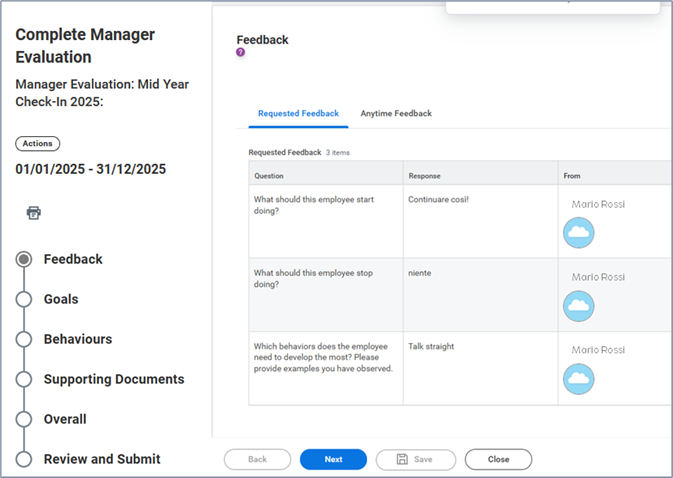 Complete Manager
Evaluation
Manager Evaluation: Mid Year
Check-In 2025:
Actions
01/01/2025 - 31/12/2025
Feedback
Goals
Behaviours
Supporting Documents
Overall
Review and Submit
Feedback
?
Requested Feedback Anytime Feedback
Requested Feedback 3 items
Question Response From
What should this employee start
doing?
Continuare così!
Mario Rossi
What should this employee stop
doing?
niente
Mario Rossi
Which behaviors does the employee
need to develop the most? Please
provide examples you have observed.
Talk straight
Mario Rossi
Back Next Save Close